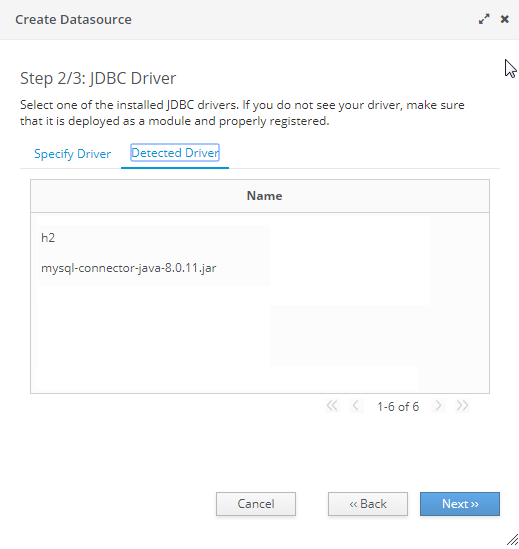 Create Datasource
Step 2/3: JDBC Driver
Select one of the installed JDBC drivers. If you do not see your driver, make sure
that it is deployed as a module and properly registered.
Specify Driver
Detected Driver
Name
h2
mysql-connector-java-8.0.11.jar
1-6 of 6
Cancel
‹‹ Back
Next ››